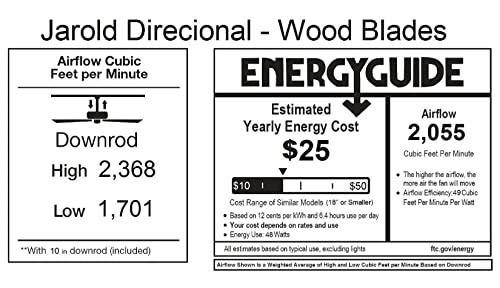 Jarold Direcional - Wood Blades
Airflow Cubic
Feet per Minute
Downrod
High 2,368
Low 1,701
**With 10 in downrod (included)
ENERGYGUIDE
Estimated
Yearly Energy Cost
$25
$10
$50
Cost Range of Similar Models (18" or Smaller)
• Based on 12 cents per kWh and 6.4 hours use per day
• Your cost depends on rates and use
• Energy Use: 48 Watts
Airflow
2,055
Cubic Feet Per Minute
• The higher the airflow, the
more air the fan will move
• Airflow Efficiency: 49 Cubic
Feet Per Minute Per Watt
All estimates based on typical use, excluding lights
ftc.gov/energy
Airflow Shown is a Weighted Average of High and Low Cubic Feet per Minute Based on Downrod